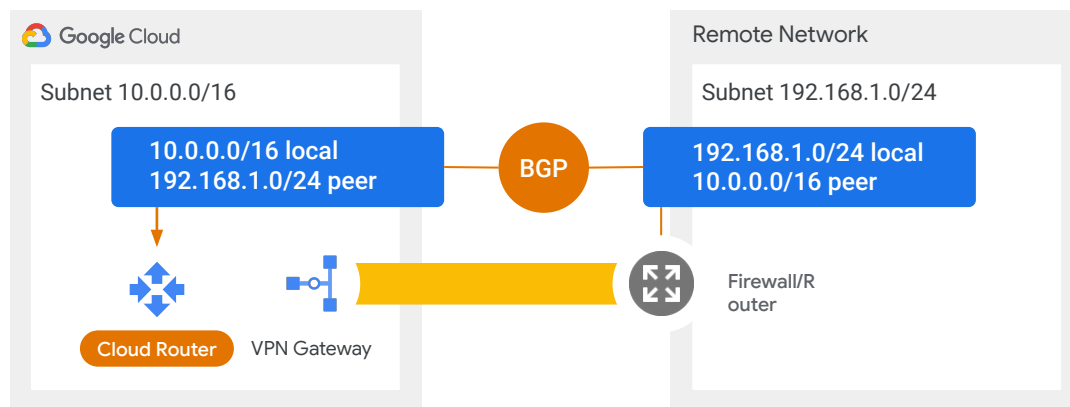 Google Cloud
Subnet 10.0.0.0/16
10.0.0.0/16 local
192.168.1.0/24 peer
Cloud Router
VPN Gateway
BGP
Remote Network
Subnet 192.168.1.0/24
192.168.1.0/24 local
10.0.0.0/16 peer
Firewall/R
outer